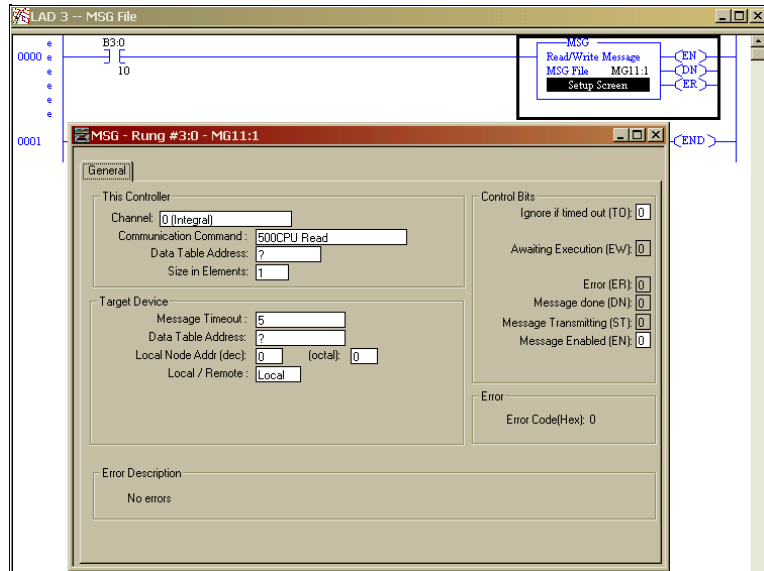 LAD 3 -- MSG File
e
0000 e
e
e
e
B3:0
10
MSG
Read/Write Message
MSG File MG11:1
Setup Screen
EN
DN
ER
0001
END
MSG - Rung #3:0 - MG11:1
General
This Controller
Channel: 0 (Integral)
Communication Command : 500CPU Read
Data Table Address: ?
Size in Elements: 1
Target Device
Message Timeout : 5
Data Table Address: ?
Local Node Addr (dec): 0 (octal): 0
Local / Remote : Local
Control Bits
Ignore if timed out (TO): 0
Awaiting Execution (EW): 0
Error (ER): 0
Message done (DN): 0
Message Transmitting (ST): 0
Message Enabled (EN): 0
Error
Error Code(Hex): 0
Error Description
No errors